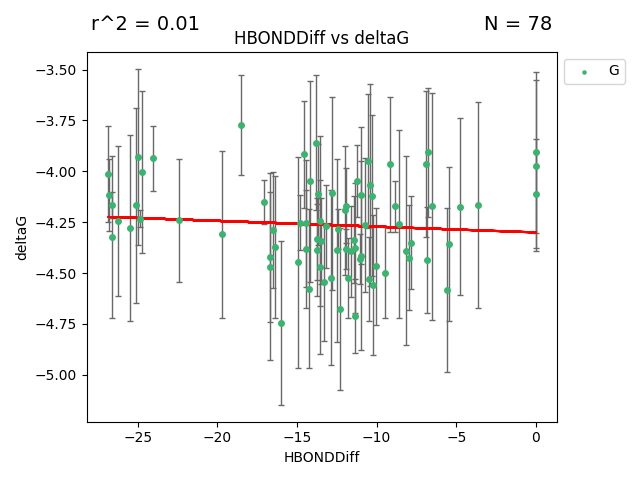 r^2 = 0.01
N = 78
HBONDDiff vs deltaG
G
deltaG
−3.50
−3.75
−4.00
−4.25
−4.50
−4.75
−5.00
−25
−20
−15
−10
−5
0
HBONDDiff